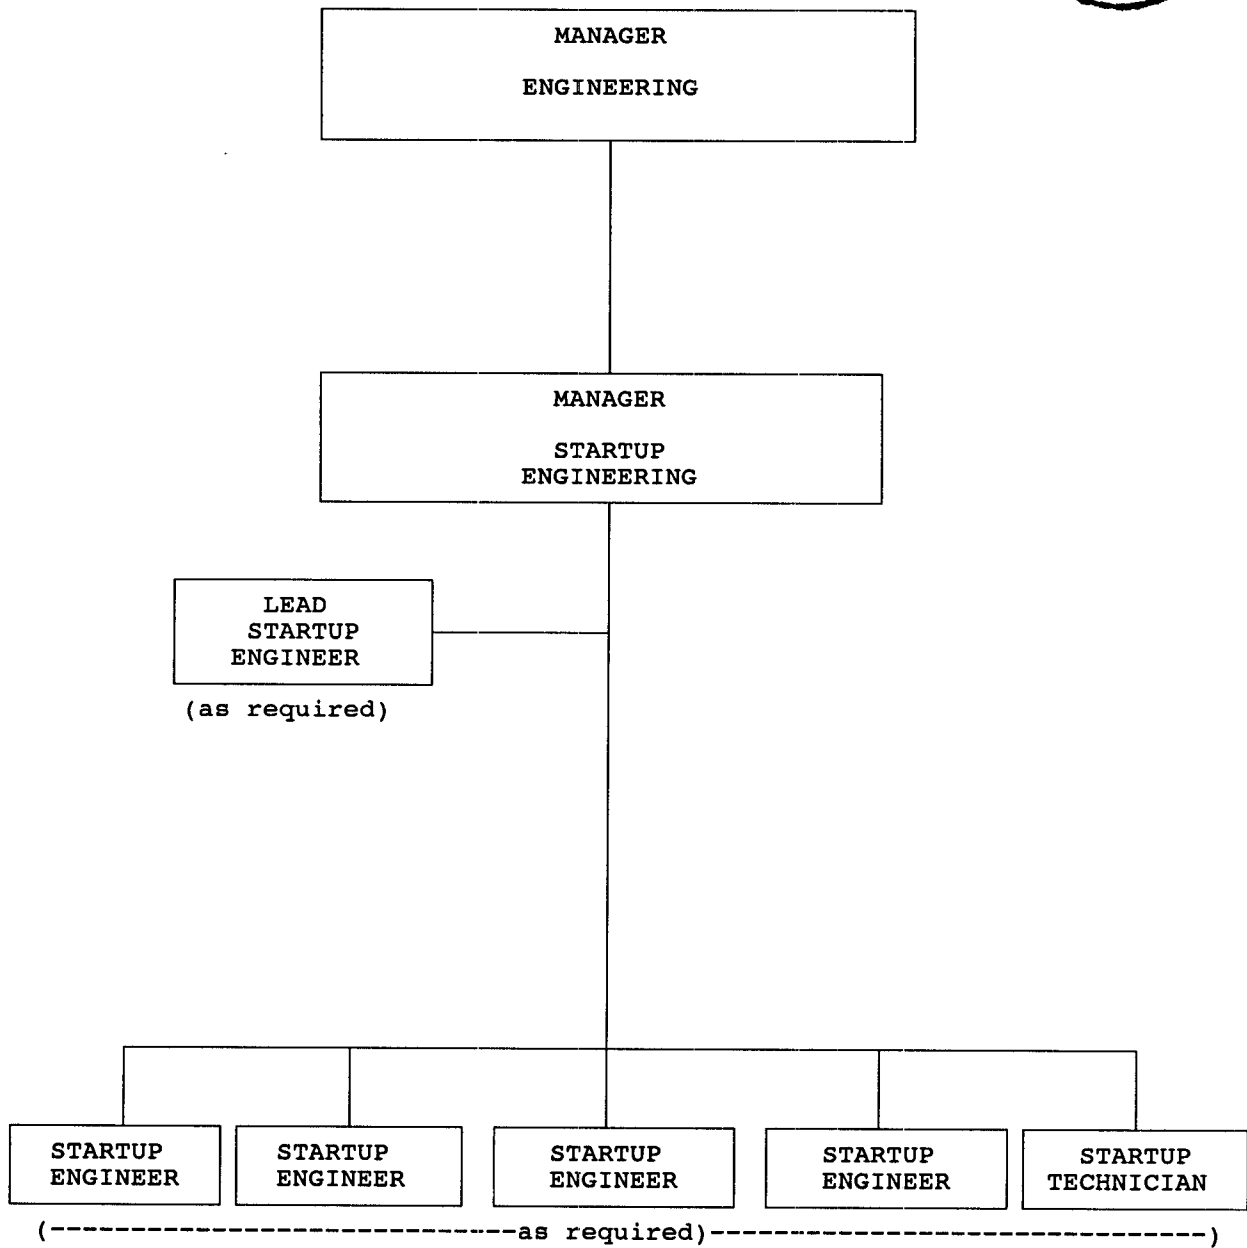 MANAGER
ENGINEERING
MANAGER
STARTUP
ENGINEERING
LEAD
STARTUP
ENGINEER
(as required)
STARTUP
ENGINEER
STARTUP
ENGINEER
STARTUP
ENGINEER
STARTUP
ENGINEER
STARTUP
TECHNICIAN
(-----------------------------as required)-------------------------------)